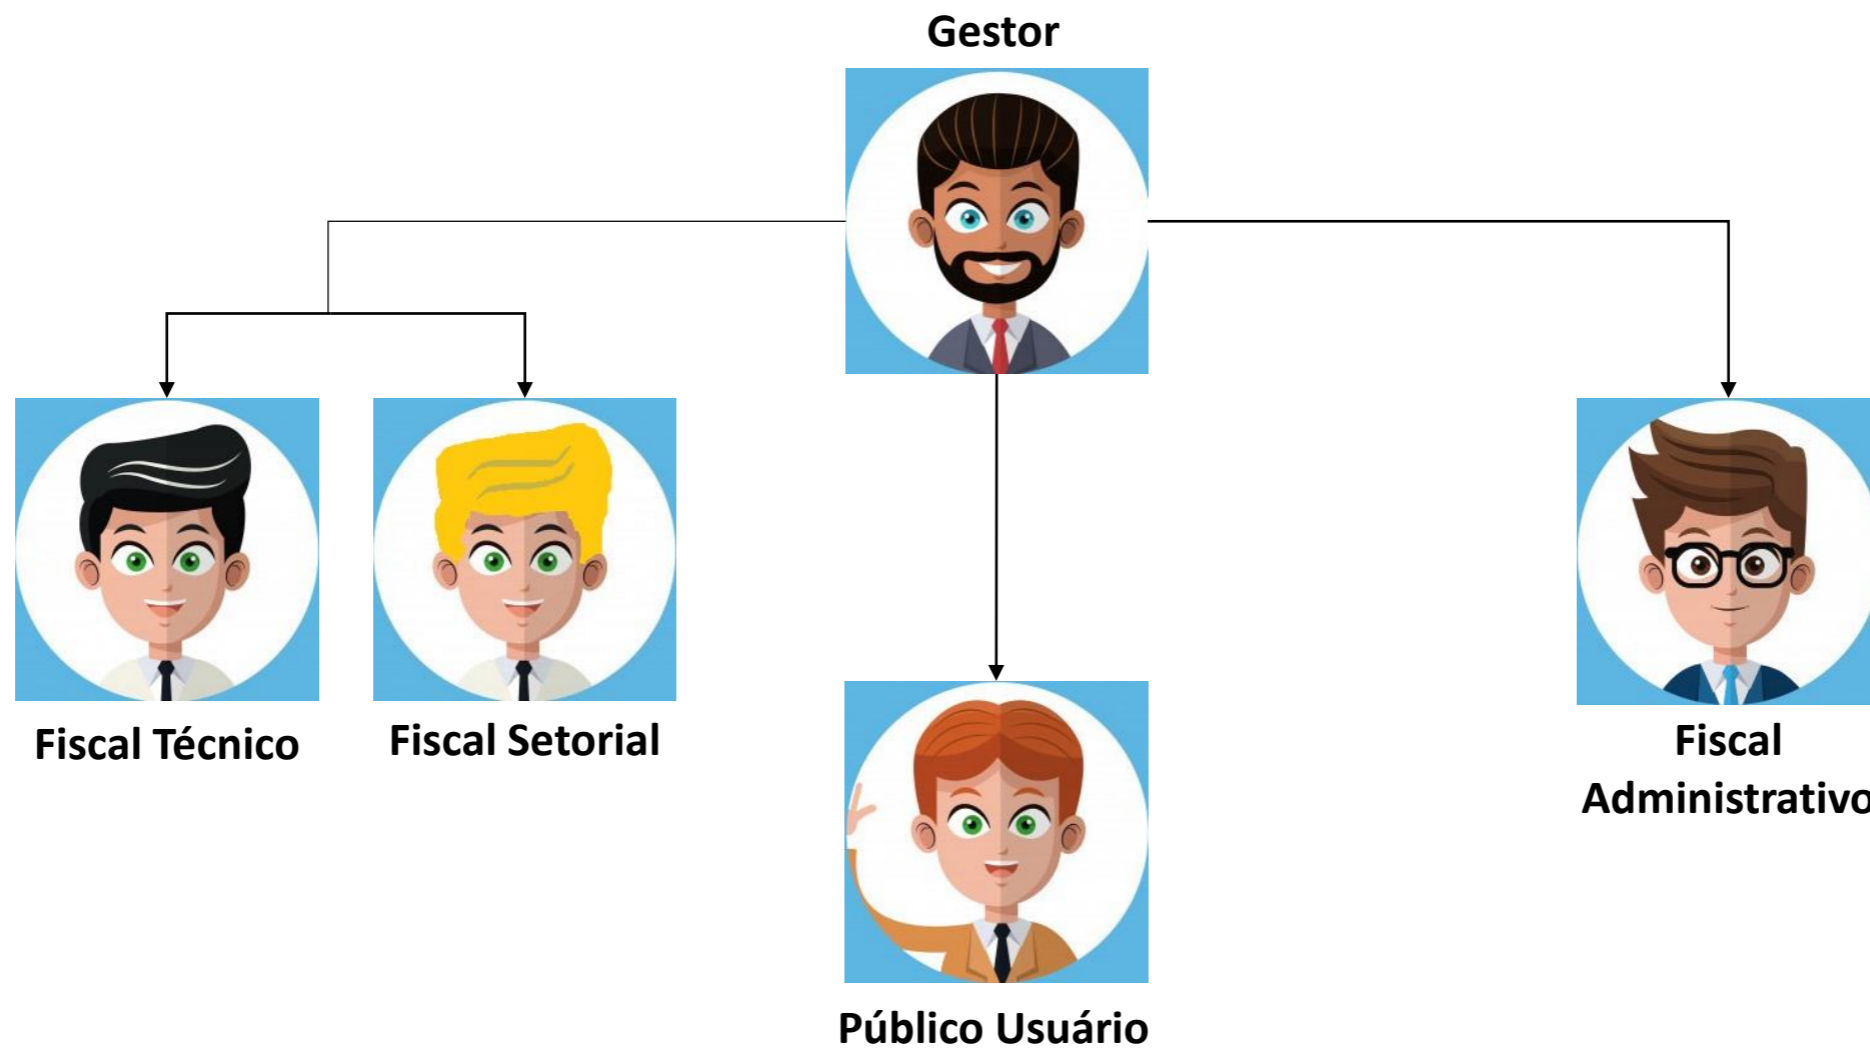 Gestor
Fiscal Técnico
Fiscal Setorial
Fiscal
Administrativo
Público Usuário